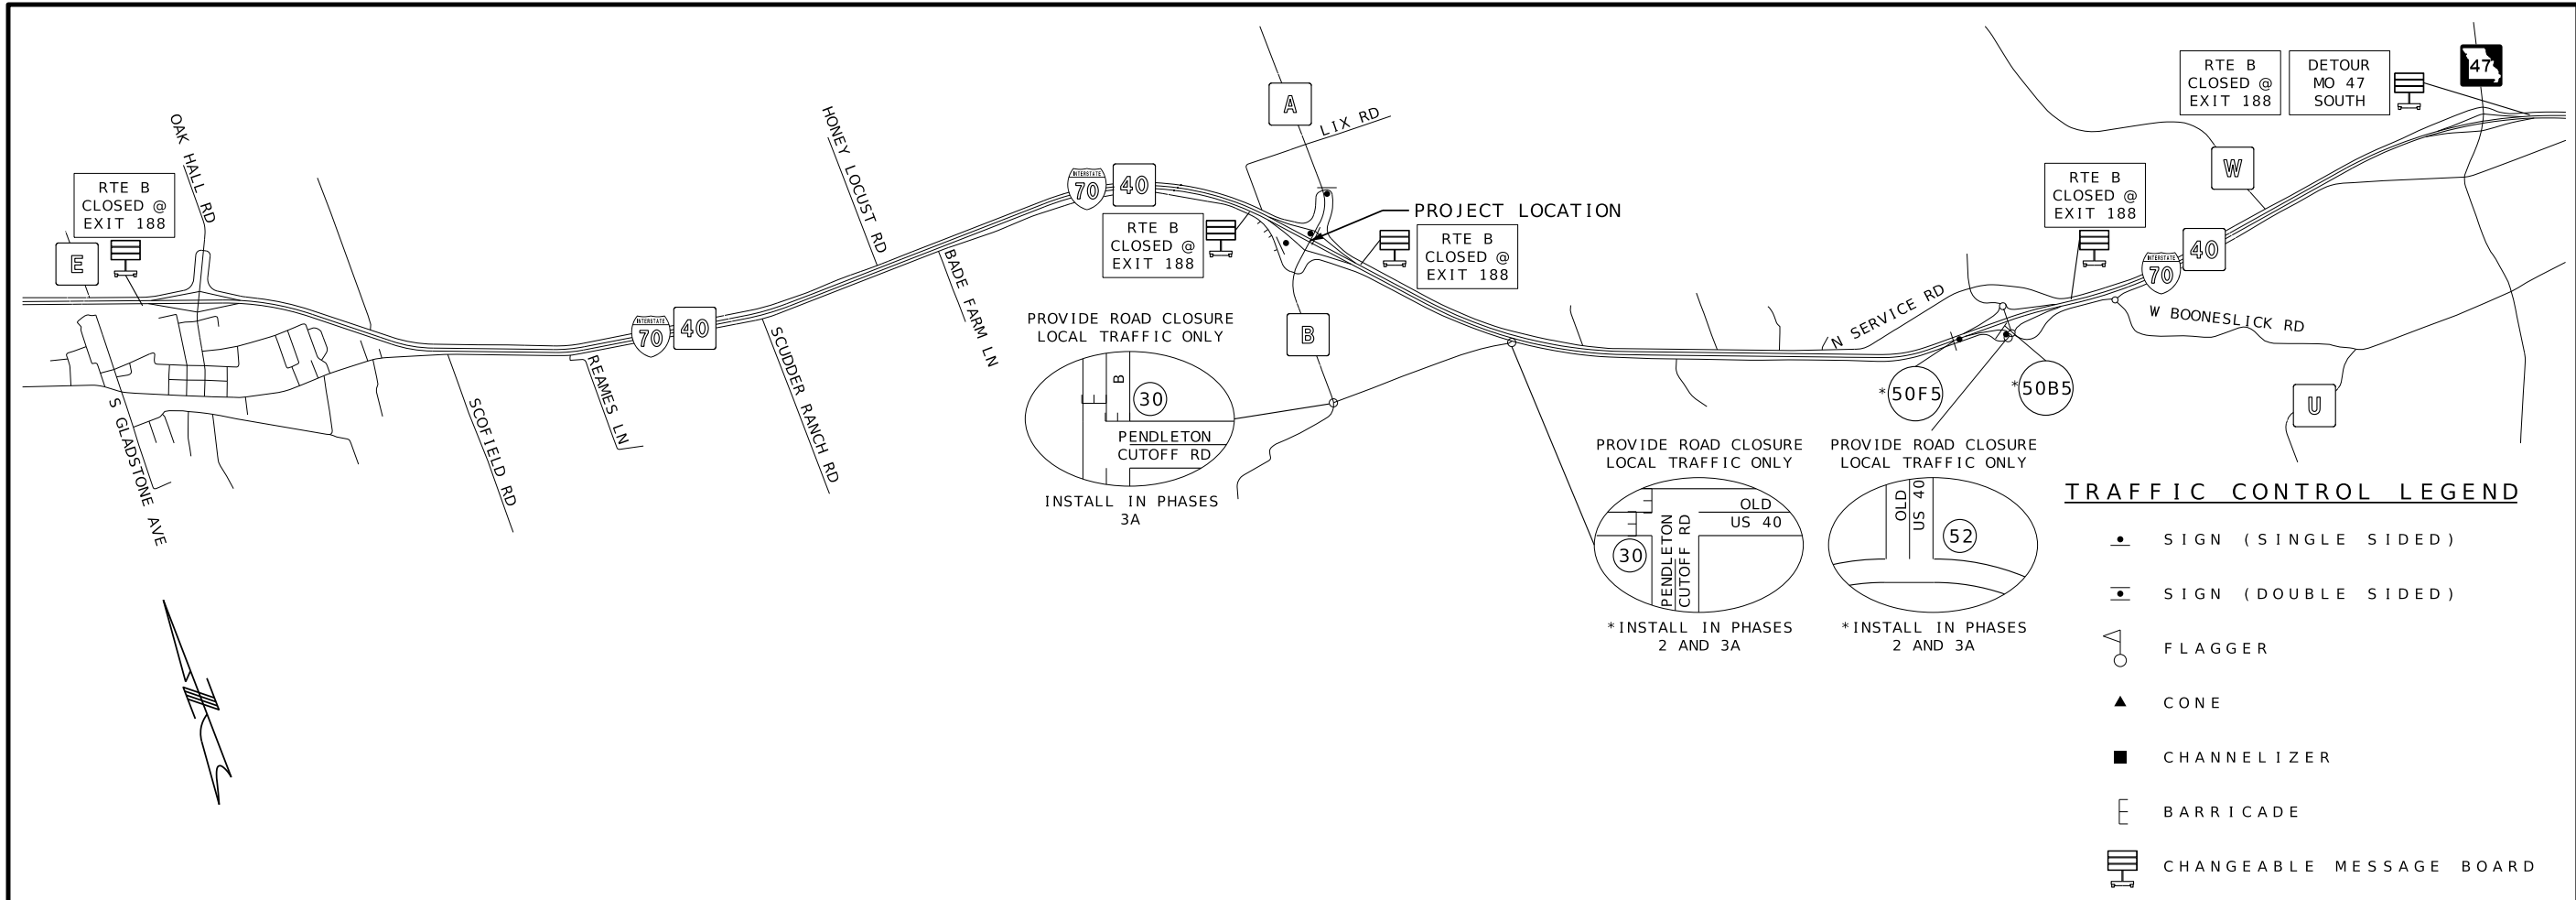 RTE B
CLOSED @
EXIT 188
E
OAK HALL RD
S GLADSTONE AVE
SCOFIELD RD
REAMES LN
INTERSTATE
70
40
SCUDDER RANCH RD
HONEY LOCUST RD
BADE FARM LN
INTERSTATE
70
40
RTE B
CLOSED @
EXIT 188
A
LIX RD
PROJECT LOCATION
RTE B
CLOSED @
EXIT 188
B
PROVIDE ROAD CLOSURE
LOCAL TRAFFIC ONLY
B
30
PENDLETON
CUTOFF RD
INSTALL IN PHASES
3A
N SERVICE RD
*50F5
*50B5
PROVIDE ROAD CLOSURE
LOCAL TRAFFIC ONLY
OLD
US 40
30
PENDLETON
CUTOFF RD
*INSTALL IN PHASES
2 AND 3A
PROVIDE ROAD CLOSURE
LOCAL TRAFFIC ONLY
OLD
US 40
52
*INSTALL IN PHASES
2 AND 3A
RTE B
CLOSED @
EXIT 188
INTERSTATE
70
40
W BOONESLICK RD
W
U
RTE B
CLOSED @
EXIT 188
DETOUR
MO 47
SOUTH
47
TRAFFIC CONTROL LEGEND
SIGN (SINGLE SIDED)
SIGN (DOUBLE SIDED)
FLAGGER
CONE
CHANNELIZER
BARRICADE
CHANGEABLE MESSAGE BOARD
N